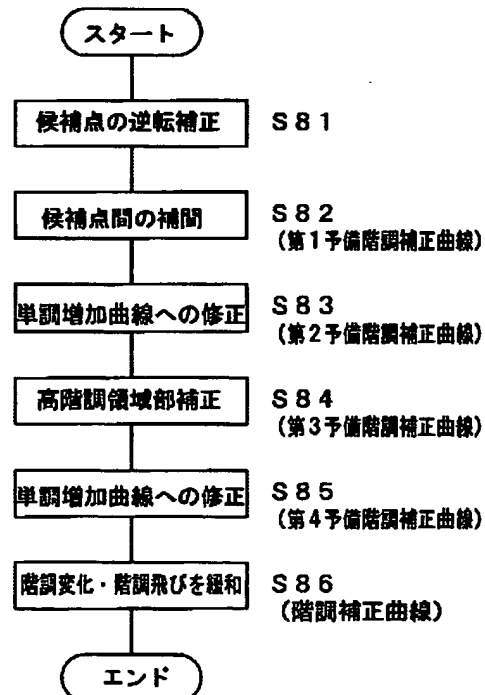 スタート
候補点の逆転補正 S81
候補点間の補間 S82
(第1予備階調補正曲線)
単調増加曲線への修正 S83
(第2予備階調補正曲線)
高階調領域部補正 S84
(第3予備階調補正曲線)
単調増加曲線への修正 S85
(第4予備階調補正曲線)
階調変化・階調飛びを緩和 S86
(階調補正曲線)
エンド